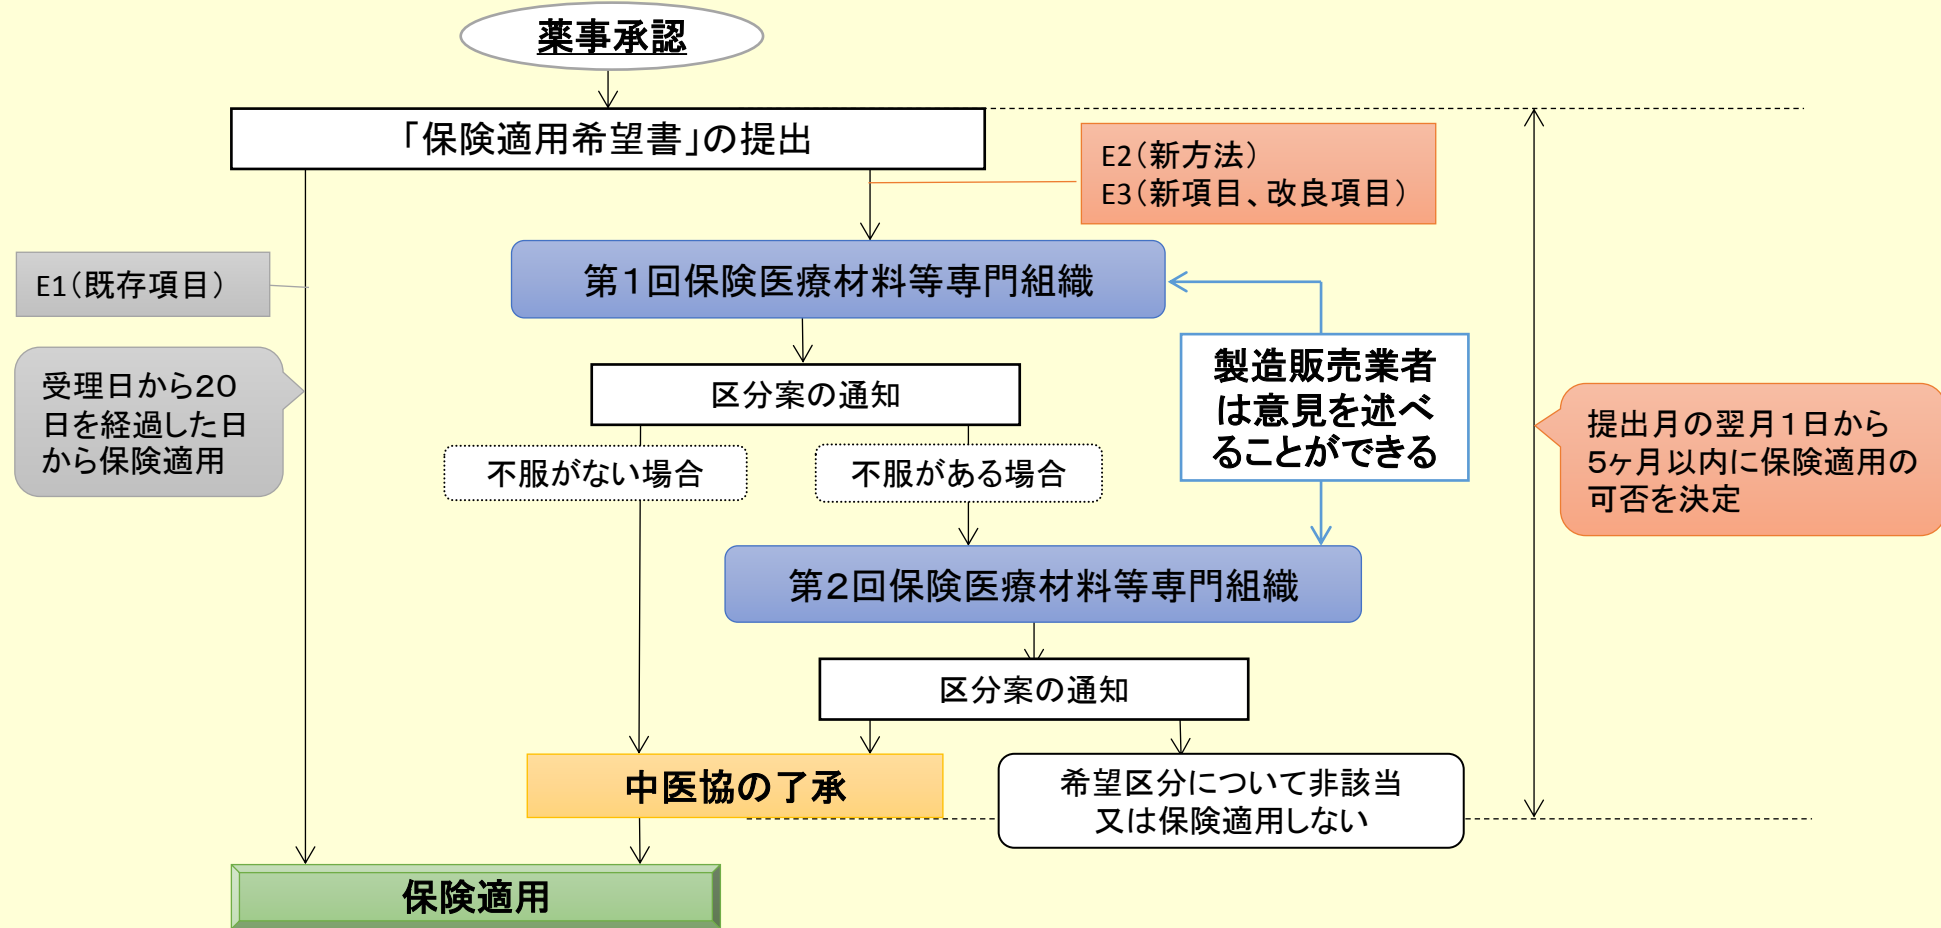 薬事承認
「保険適用希望書」の提出
E2(新方法)
E3(新項目、改良項目)
E1(既存項目)
第1回保険医療材料等専門組織
受理日から20
日を経過した日
から保険適用
区分案の通知
製造販売業者
は意見を述べ
ることができる
提出月の翌月1日から
5ヶ月以内に保険適用の
可否を決定
不服がない場合
不服がある場合
第2回保険医療材料等専門組織
区分案の通知
中医協の了承
希望区分について非該当
又は保険適用しない
保険適用